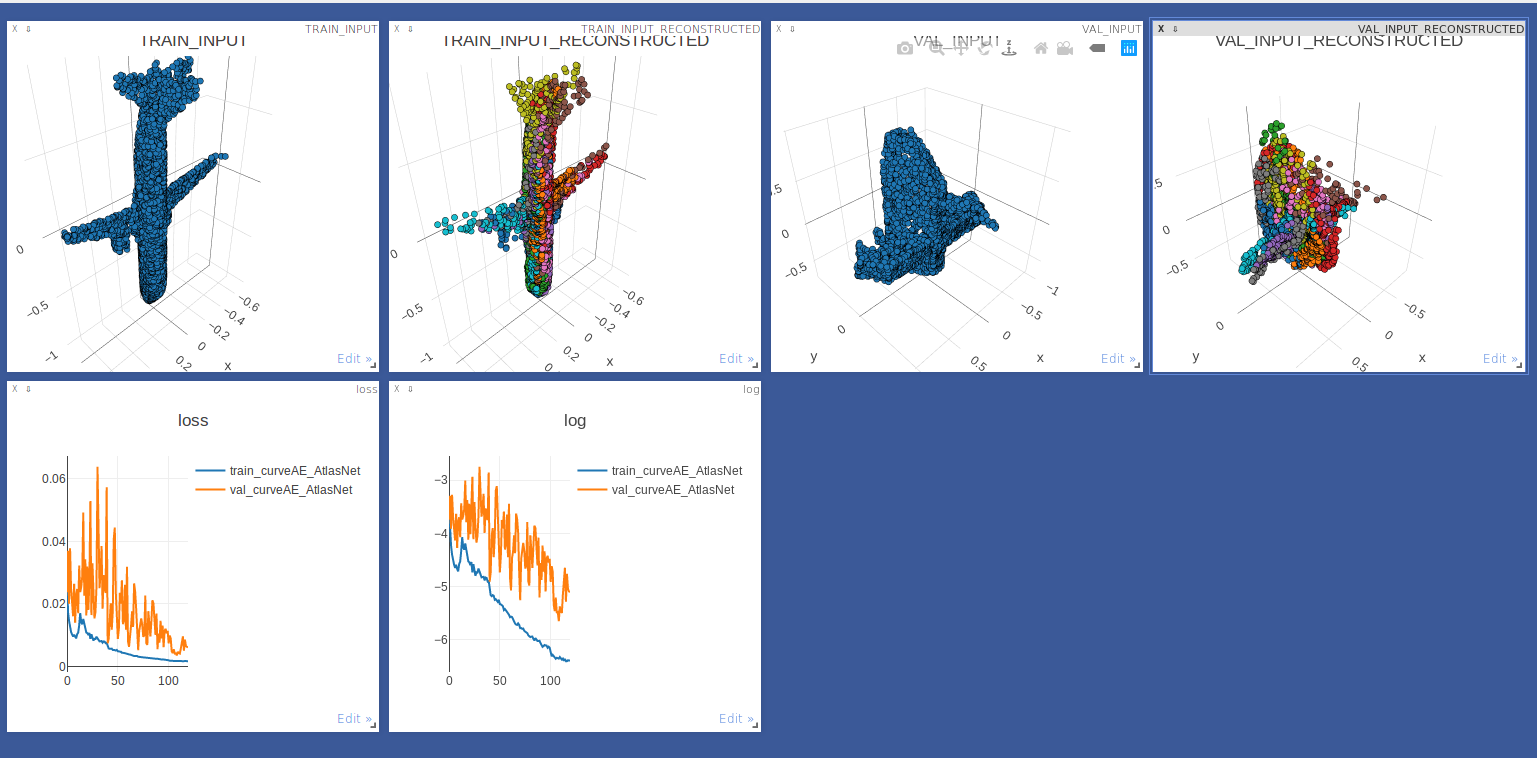 X ⇩ TRAIN_INPUT
TRAIN_INPUT
0
−0.5
−1
−0.6
−0.4
−0.2
0
0.2
x
Edit »
X ⇩ TRAIN_INPUT_RECONSTRUCTED
TRAIN_INPUT_RECONSTRUCTED
0
−0.5
−1
−0.6
−0.4
−0.2
0
0.2
0
x
Edit »
X ⇩ VAL_INPUT
VAL_INPUT
z
.5
0
−0.5
0
y
−1
−0.5
0
0.5
x
Edit »
X ⇩ VAL_INPUT_RECONSTRUCTED
VAL_INPUT_RECONSTRUCTED
.5
0
−0.5
0
y
−0.5
0
0.5
x
Edit »
X ⇩ loss
loss
train_curveAE_AtlasNet
val_curveAE_AtlasNet
0.06
0.04
0.02
0
0 50 100
Edit »
X ⇩ log
log
train_curveAE_AtlasNet
val_curveAE_AtlasNet
−3
−4
−5
−6
0 50 100
Edit »